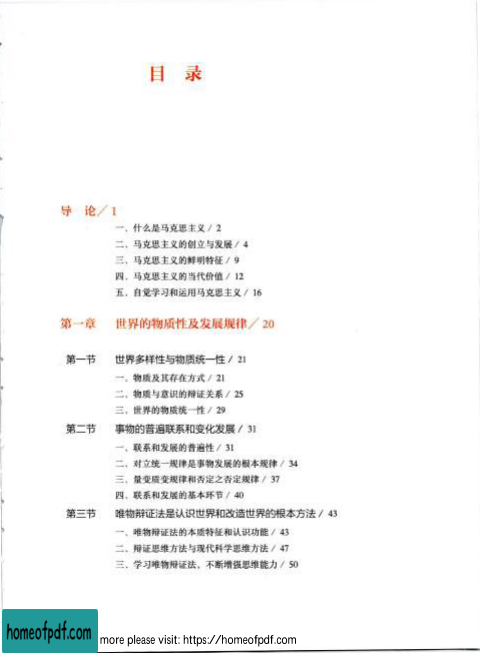 目 录
导 论/ 1
一、什么是马克思主义 / 2
二、马克思主义的创立与发展 / 4
三、马克思主义的鲜明特征 / 9
四、马克思主义的当代价值 / 12
五、自觉学习和运用马克思主义 / 16
第一章 世界的物质性及发展规律/ 20
第一节 世界多样性与物质统一性 / 21
一、物质及其存在方式 / 21
二、物质与意识的辩证关系 / 25
三、世界的物质统一性 / 29
第二节 事物的普遍联系和变化发展 / 31
一、联系和发展的普遍性 / 31
二、对立统一规律是事物发展的根本规律 / 34
三、量变质变规律和否定之否定规律 / 37
四、联系和发展的基本环节 / 40
第三节 唯物辩证法是认识世界和改造世界的根本方法 / 43
一、唯物辩证法的本质特征和认识功能 / 43
二、辩证思维方法与现代科学思维方法 / 47
三、学习唯物辩证法，不断增强思维能力 / 50
homeofpdf.com more please visit: https://homeofpdf.com